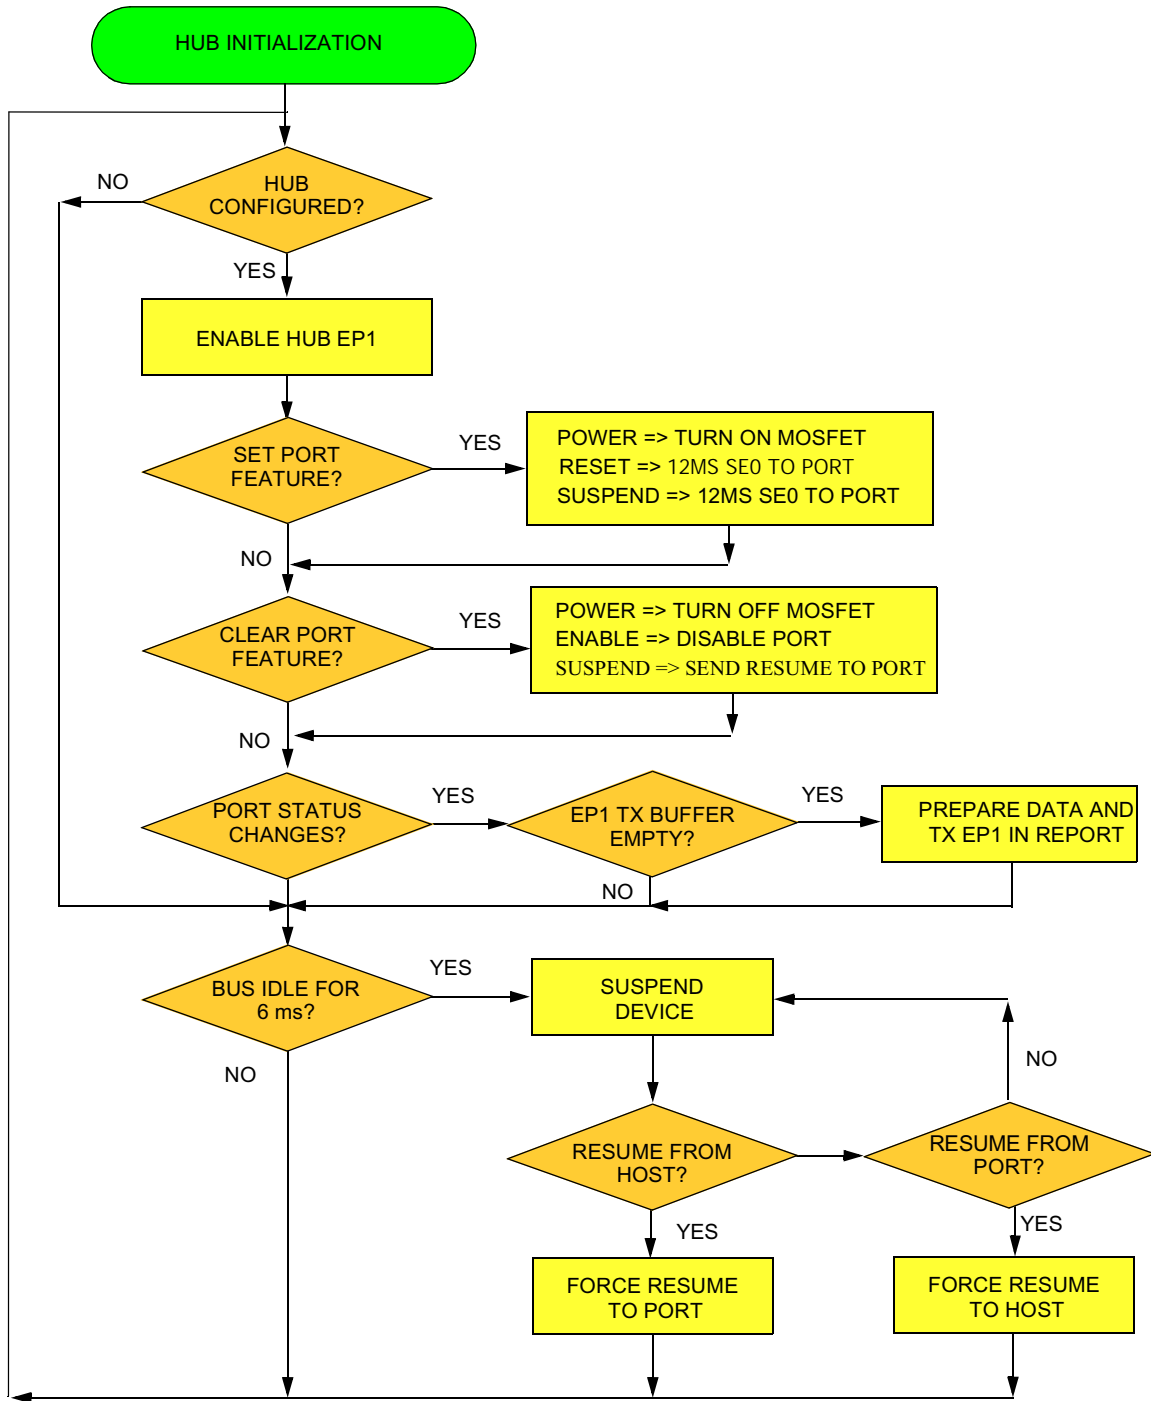 HUB INITIALIZATION
NO
HUB
CONFIGURED?
YES
ENABLE HUB EP1
SET PORT
FEATURE?
YES
POWER => TURN ON MOSFET
RESET => 12MS SE0 TO PORT
SUSPEND => 12MS SE0 TO PORT
NO
CLEAR PORT
FEATURE?
YES
POWER => TURN OFF MOSFET
ENABLE => DISABLE PORT
SUSPEND => SEND RESUME TO PORT
NO
PORT STATUS
CHANGES?
YES
EP1 TX BUFFER
EMPTY?
YES
PREPARE DATA AND
TX EP1 IN REPORT
NO
BUS IDLE FOR
6 ms?
YES
SUSPEND
DEVICE
NO
NO
RESUME FROM
HOST?
RESUME FROM
PORT?
YES
YES
FORCE RESUME
TO PORT
FORCE RESUME
TO HOST